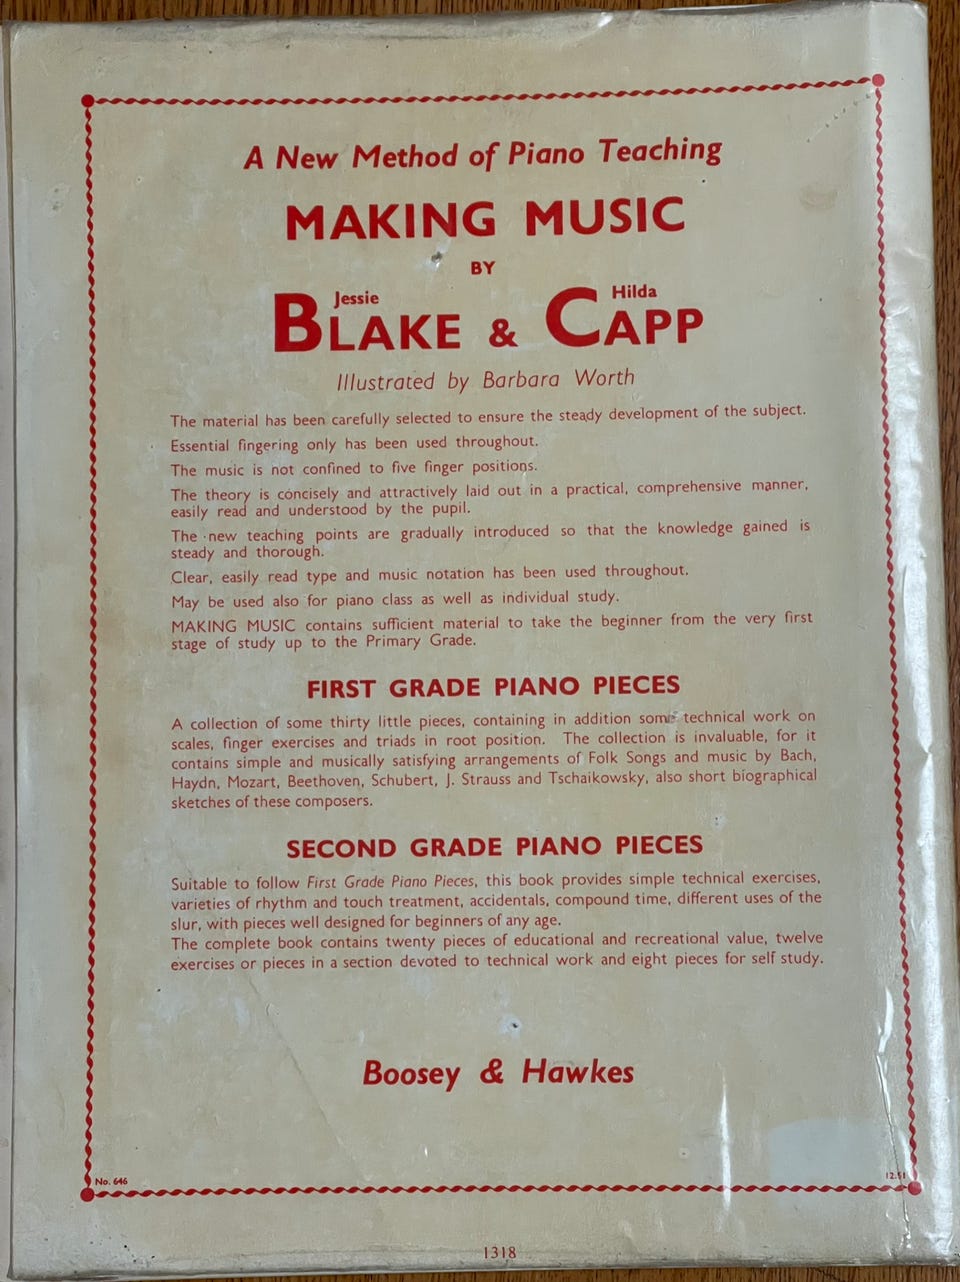 A New Method of Piano Teaching
MAKING MUSIC
BY
Jessie Hilda
BLAKE & CAPP
Illustrated by Barbara Worth
The material has been carefully selected to ensure the steady development of the subject.
Essential fingering only has been used throughout.
The music is not confined to five finger positions.
The theory is concisely and attractively laid out in a practical, comprehensive manner,
easily read and understood by the pupil.
The new teaching points are gradually introduced so that the knowledge gained is
steady and thorough.
Clear, easily read type and music notation has been used throughout.
May be used also for piano class as well as individual study.
MAKING MUSIC contains sufficient material to take the beginner from the very first
stage of study up to the Primary Grade.
FIRST GRADE PIANO PIECES
A collection of some thirty little pieces, containing in addition some technical work on
scales, finger exercises and triads in root position. The collection is invaluable, for it
contains simple and musically satisfying arrangements of Folk Songs and music by Bach,
Haydn, Mozart, Beethoven, Schubert, J. Strauss and Tschaikowsky, also short biographical
sketches of these composers.
SECOND GRADE PIANO PIECES
Suitable to follow First Grade Piano Pieces, this book provides simple technical exercises,
varieties of rhythm and touch treatment, accidentals, compound time, different uses of the
slur, with pieces well designed for beginners of any age.
The complete book contains twenty pieces of educational and recreational value, twelve
exercises or pieces in a section devoted to technical work and eight pieces for self study.
Boosey & Hawkes
No. 646
12.51
1318